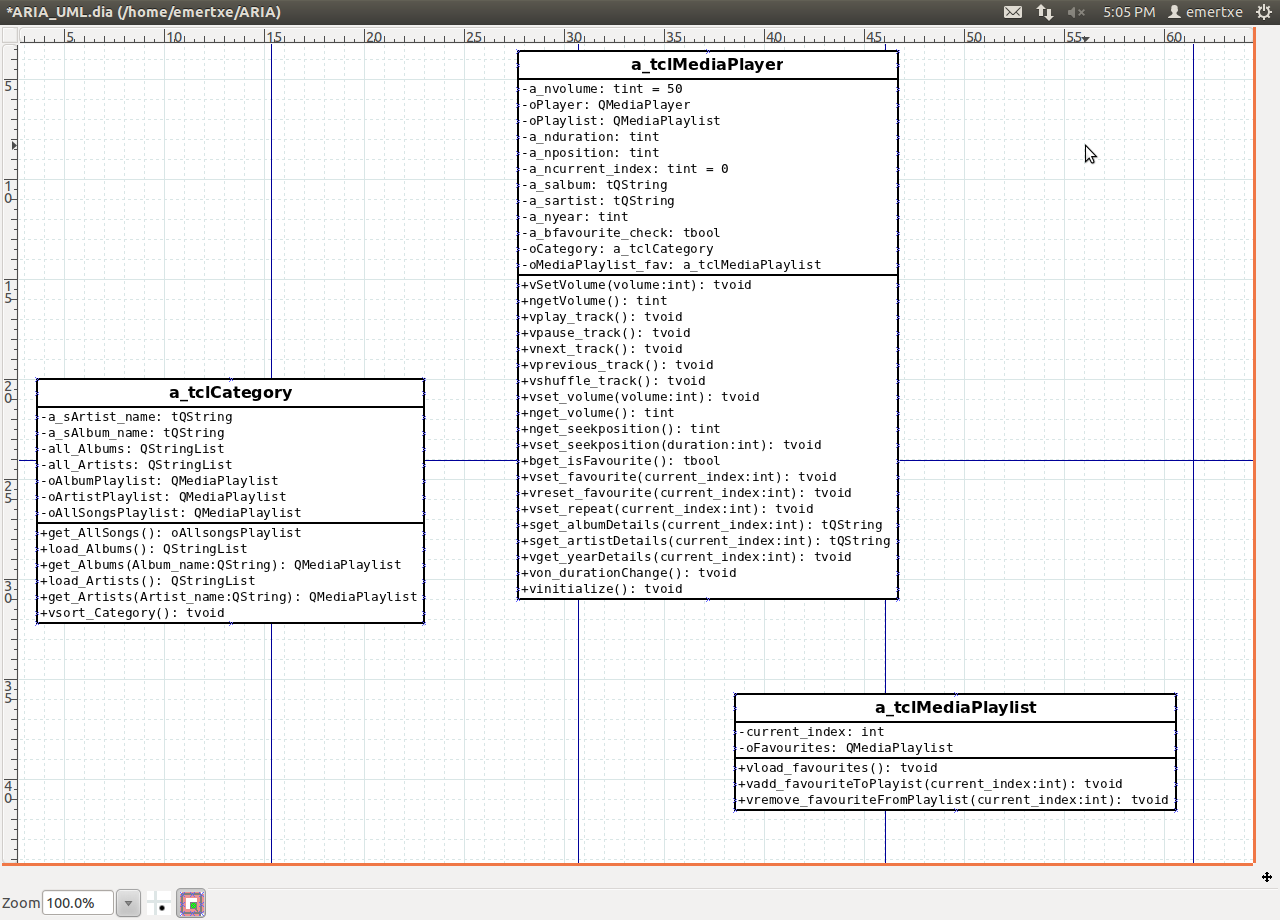 *ARIA_UML.dia (/home/emertxe/ARIA)
5:05 PM emertxe
5 10 15 20 25 30 35 40 45 50 55 60
5
10
15
20
25
30
35
40
a_tclMediaPlayer
-a_nvolume: tint = 50
-oPlayer: QMediaPlayer
-oPlaylist: QMediaPlaylist
-a_nduration: tint
-a_nposition: tint
-a_ncurrent_index: tint = 0
-a_salbum: tQString
-a_sartist: tQString
-a_nyear: tint
-a_bfavourite_check: tbool
-oCategory: a_tclCategory
-oMediaPlaylist_fav: a_tclMediaPlaylist
+vSetVolume(volume:int): tvoid
+ngetVolume(): tint
+vplay_track(): tvoid
+vpause_track(): tvoid
+vnext_track(): tvoid
+vprevious_track(): tvoid
+vshuffle_track(): tvoid
+vset_volume(volume:int): tvoid
+nget_volume(): tint
+nget_seekposition(): tint
+vset_seekposition(duration:int): tvoid
+bget_isFavourite(): tbool
+vset_favourite(current_index:int): tvoid
+vreset_favourite(current_index:int): tvoid
+vset_repeat(current_index:int): tvoid
+sget_albumDetails(current_index:int): tQString
+sget_artistDetails(current_index:int): tQString
+vget_yearDetails(current_index:int): tvoid
+von_durationChange(): tvoid
+vinitialize(): tvoid
a_tclCategory
-a_sArtist_name: tQString
-a_sAlbum_name: tQString
-all_Albums: QStringList
-all_Artists: QStringList
-oAlbumPlaylist: QMediaPlaylist
-oArtistPlaylist: QMediaPlaylist
-oAllSongsPlaylist: QMediaPlaylist
+get_AllSongs(): oAllsongsPlaylist
+load_Albums(): QStringList
+get_Albums(Album_name:QString): QMediaPlaylist
+load_Artists(): QStringList
+get_Artists(Artist_name:QString): QMediaPlaylist
+vsort_Category(): tvoid
a_tclMediaPlaylist
-current_index: int
-oFavourites: QMediaPlaylist
+vload_favourites(): tvoid
+vadd_favouriteToPlayist(current_index:int): tvoid
+vremove_favouriteFromPlaylist(current_index:int): tvoid
Zoom 100.0%